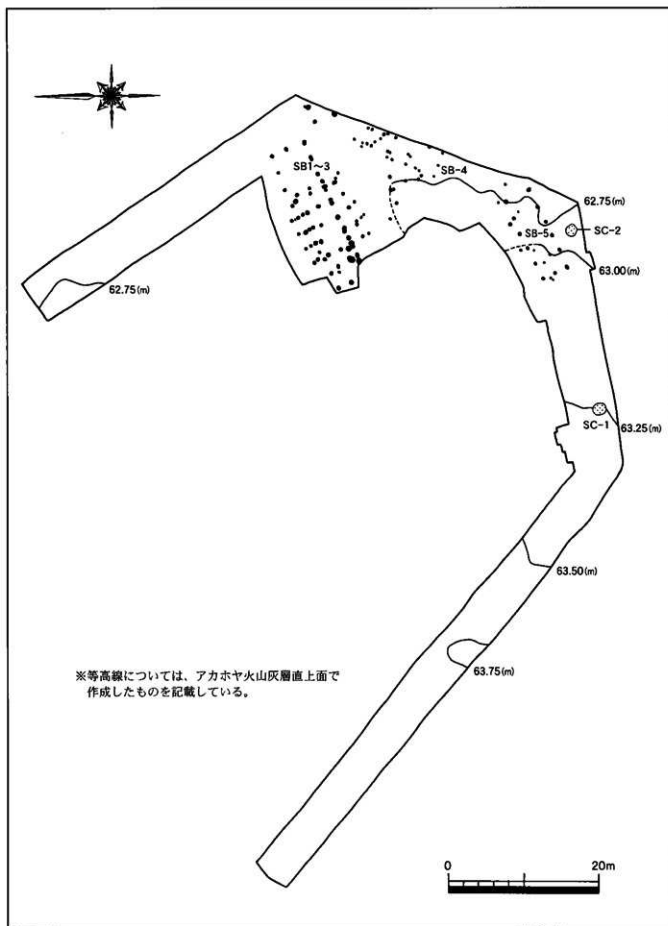 SB1~3
SB-4
62.75(m)
SB-5
SC-2
63.00(m)
62.75(m)
SC-1
63.25(m)
63.50(m)
63.75(m)
※等高線については、アカホヤ火山灰層直上面で
作成したものを記載している。
0
20m